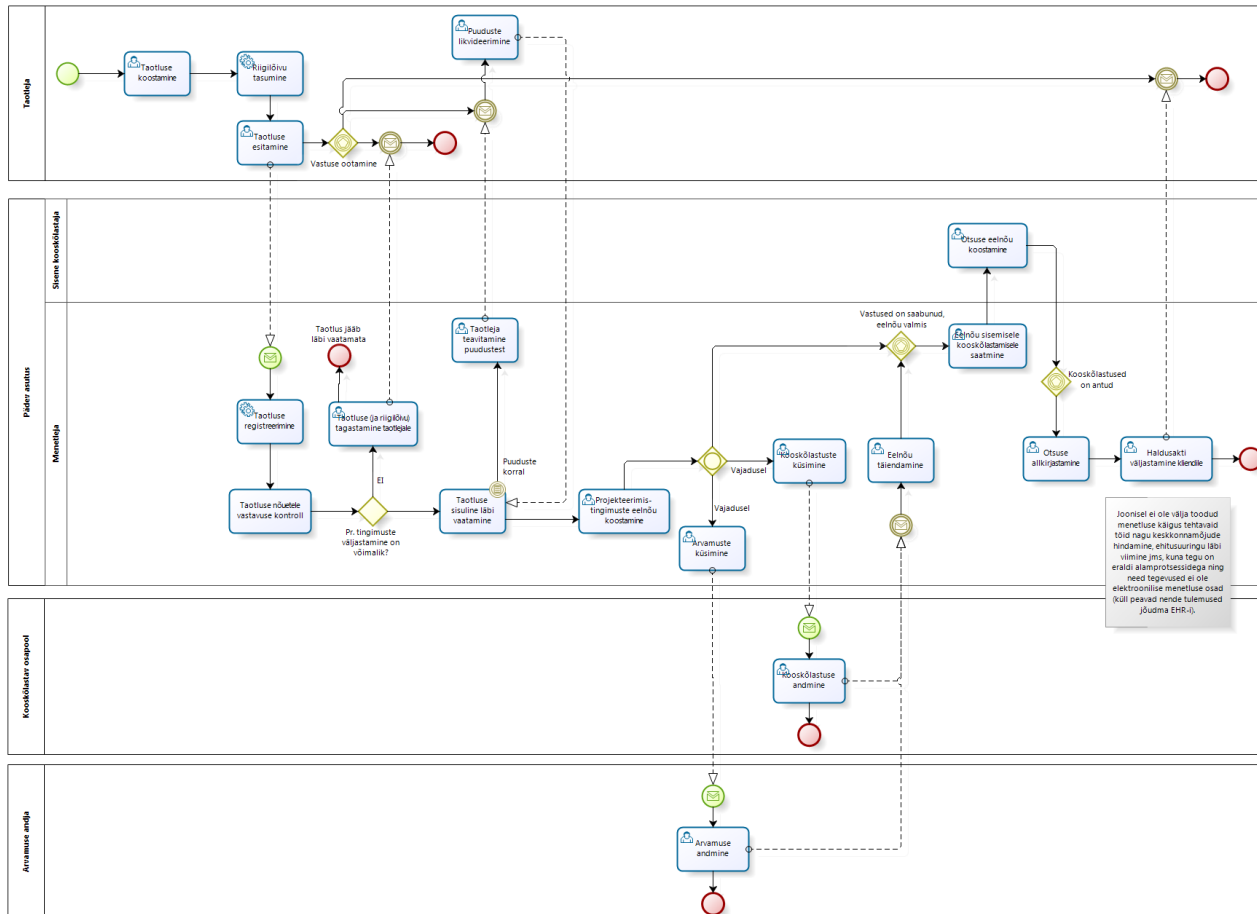 Taotleja
Taotluse
koostamine
Riigilõivu
tasumine
Taotluse
esitamine
Vastuse ootamine
Puuduste
likvideerimine
Pädev asutus
Sisene kooskõlastaja
Otsuse eelnõu
koostamine
Menetleja
Taotlus jääb
läbi vaatamata
Taotluse
registreerimine
Taotluse (ja riigilõivu)
tagastamine taotlejale
EI
Taotluse nõuetele
vastavuse kontroll
Pr. tingimuste
väljastamine on
võimalik?
Taotleja
teavitamine
puudustest
Puuduste
korral
Taotluse
sisuline läbi
vaatamine
Projekteerimis-
tingimuste eelnõu
koostamine
Vajadusel
Kooskõlastuste
küsimine
Vajadusel
Arvamuste
küsimine
Vastused on saabunud,
eelnõu valmis
Eelnõu
täiendamine
Eelnõu sisemisele
kooskõlastamisele
saatmine
Kooskõlastused
on antud
Otsuse
allkirjastamine
Haldusakti
väljastamine kliendile
Joonisel ei ole välja toodud
menetluse käigus tehtavaid
töid nagu keskkonnamõjude
hindamine, ehitusuuringu läbi
viimine jms, kuna tegu on
eraldi alamprotsessidega ning
need tegevused ei ole
elektroonilise menetluse osad
(küll peavad nende tulemused
jõudma EHR-i).
Kooskõlastav osapool
Kooskõlastuse
andmine
Arvamuse andja
Arvamuse
andmine